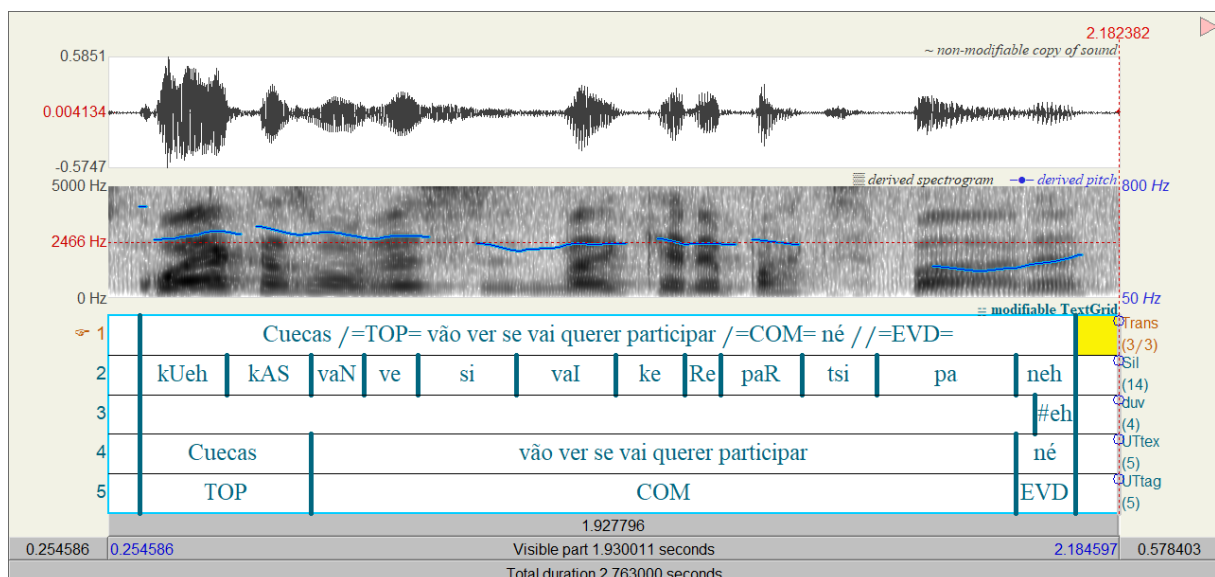 2.182382
0.5851 ~ non-modifiable copy of sound
0.004134
-0.5747
5000 Hz derived spectrogram derived pitch 800 Hz
2466 Hz
0 Hz 50 Hz
modifiable TextGrid
1 Cuecas /=TOP= vão ver se vai querer participar /=COM= né //=EVD= Trans (3/3)
2 kUeh kAS vaN ve si vaI ke Re paR tsi pa neh Sil (14)
3 #eh duv (4)
4 Cuecas vão ver se vai querer participar né UTtex (5)
5 TOP COM EVD UTtag (5)
1.927796
0.254586 0.254586 Visible part 1.930011 seconds 2.184597 0.578403
Total duration 2.763000 seconds